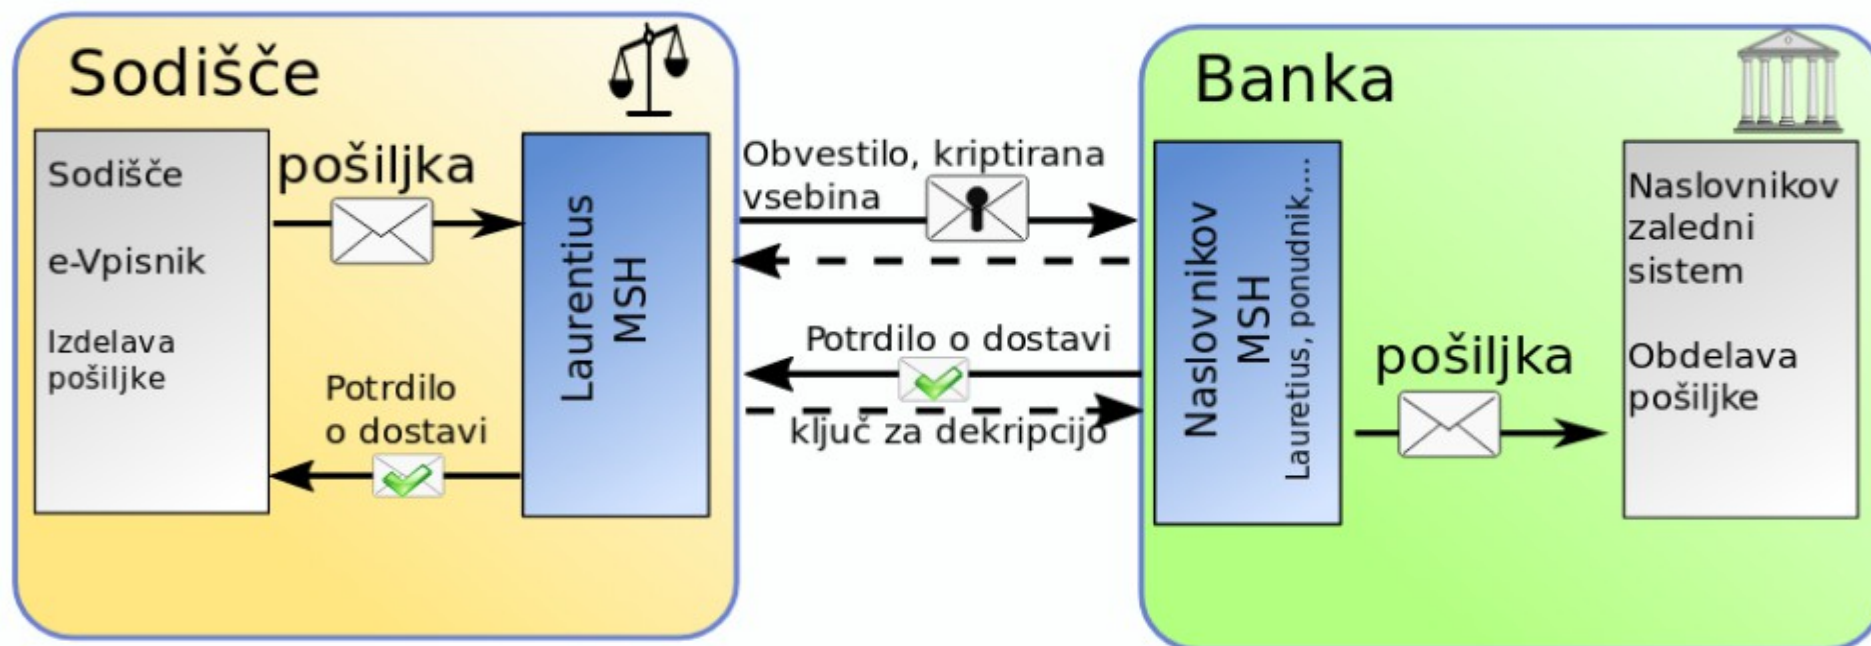 Sodišče
Sodišče
e-Vpisnik
Izdelava
pošiljke
pošiljka
Potrdilo
o dostavi
Laurentius
MSH
Obvestilo, kriptirana
vsebina
Potrdilo o dostavi
ključ za dekripcijo
Banka
Naslovnikov
MSH
Lauretius, ponudnik,...
pošiljka
Naslovnikov
zaledni
sistem
Obdelava
pošiljke